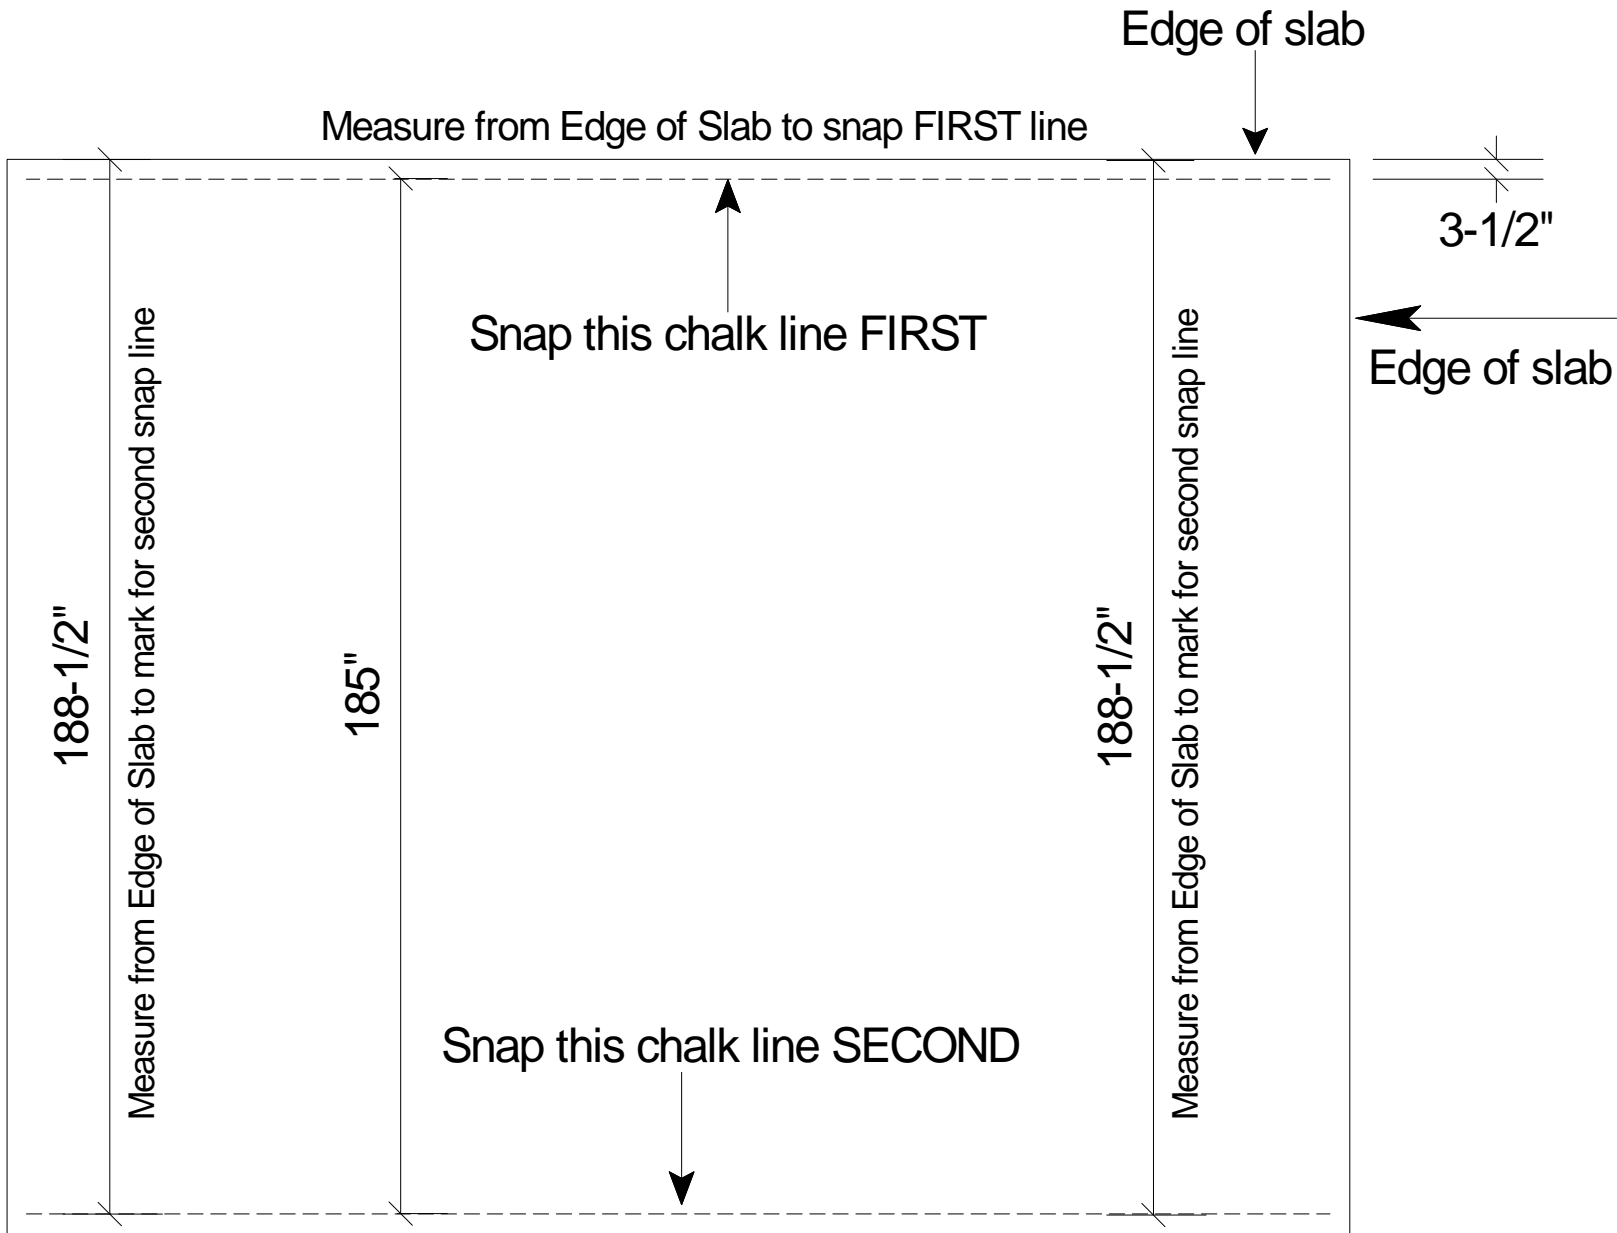 Edge of slab
Measure from Edge of Slab to snap FIRST line
3-1/2"
Snap this chalk line FIRST
Edge of slab
188-1/2"
Measure from Edge of Slab to mark for second snap line
185"
188-1/2"
Measure from Edge of Slab to mark for second snap line
Snap this chalk line SECOND